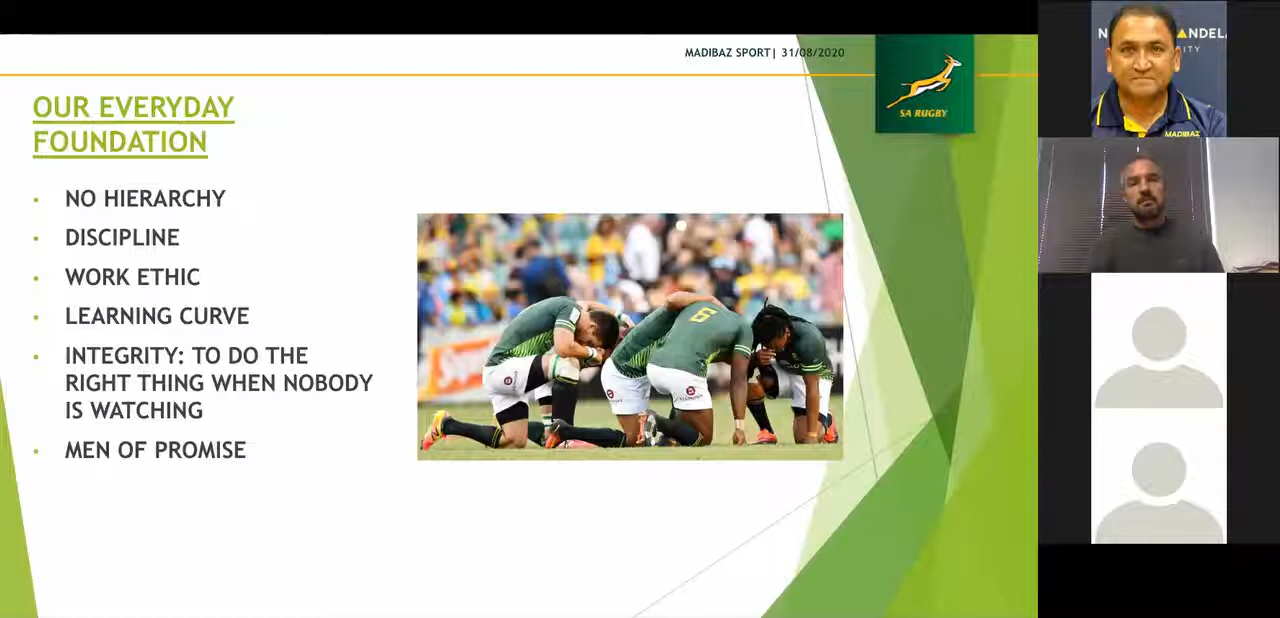 MADIBAZ SPORT| 31/08/2020
SA RUGBY
OUR EVERYDAY
FOUNDATION
• NO HIERARCHY
• DISCIPLINE
• WORK ETHIC
• LEARNING CURVE
• INTEGRITY: TO DO THE
RIGHT THING WHEN NOBODY
IS WATCHING
• MEN OF PROMISE
6
MADIBAZ